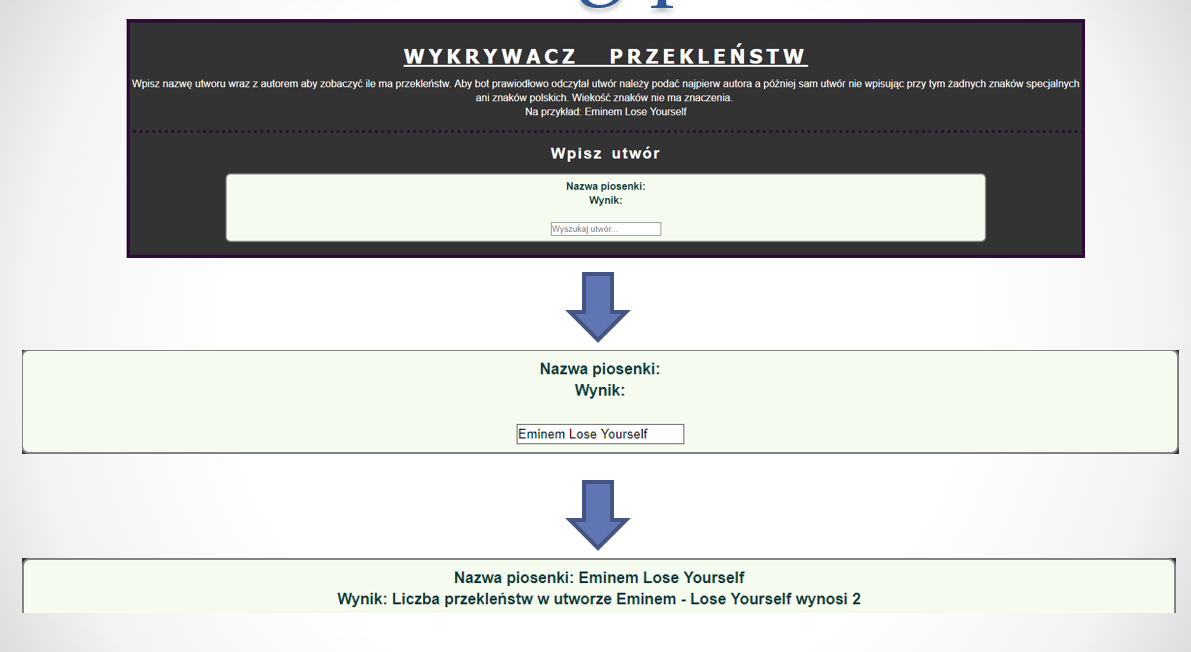 WYKRYWACZ PRZEKLEŃSTW
Wpisz nazwę utworu wraz z autorem aby zobaczyć ile ma przekleństw. Aby bot prawiodłowo odczytał utwór należy podać najpierw autora a później sam utwór nie wpisując przy tym żadnych znaków specjalnych
ani znaków polskich. Wiekość znaków nie ma znaczenia.
Na przykład: Eminem Lose Yourself
Wpisz utwór
Nazwa piosenki:
Wynik:
Wyszukaj utwór...
Nazwa piosenki:
Wynik:
Eminem Lose Yourself
Nazwa piosenki: Eminem Lose Yourself
Wynik: Liczba przekleństw w utworze Eminem - Lose Yourself wynosi 2